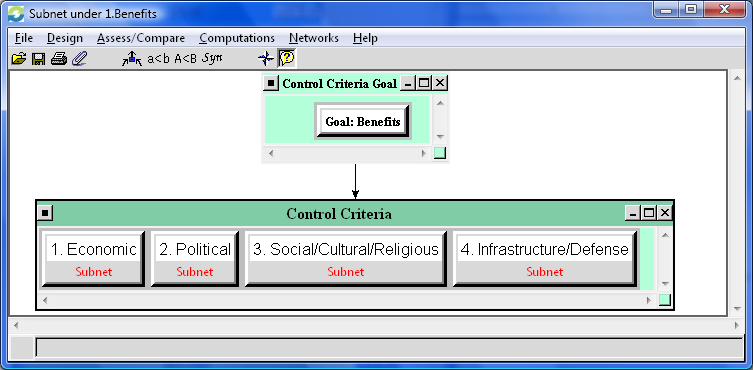 Subnet under 1.Benefits
File Design Assess/Compare Computations Networks Help
a<b A<B Syn
Control Criteria Goal
Goal: Benefits
Control Criteria
1. Economic 2. Political 3. Social/Cultural/Religious 4. Infrastructure/Defense
Subnet Subnet Subnet Subnet